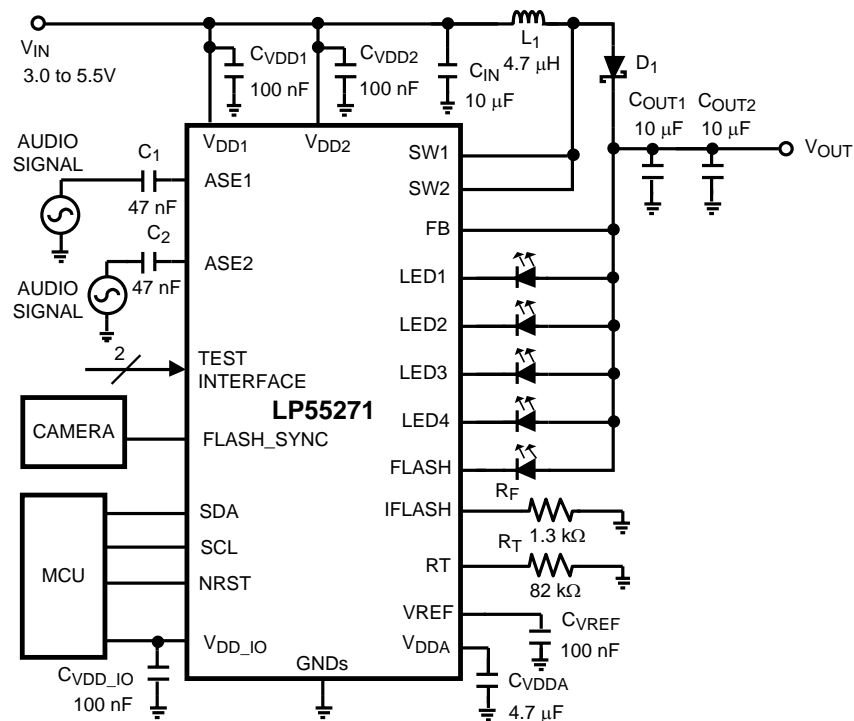 V_IN
3.0 to 5.5V
C_VDD1
100 nF
C_VDD2
100 nF
C_IN
10 μF
L_1
4.7 μH
D_1
C_OUT1
10 μF
C_OUT2
10 μF
V_OUT
AUDIO
SIGNAL
C_1
47 nF
AUDIO
SIGNAL
C_2
47 nF
V_DD1
V_DD2
ASE1
ASE2
2
TEST
INTERFACE
LP55271
CAMERA
FLASH_SYNC
MCU
SDA
SCL
NRST
V_DD_IO
C_VDD_IO
100 nF
GNDs
SW1
SW2
FB
LED1
LED2
LED3
LED4
FLASH
IFLASH
R_F
1.3 kΩ
RT
R_T
82 kΩ
VREF
C_VREF
100 nF
V_DDA
C_VDDA
4.7 μF